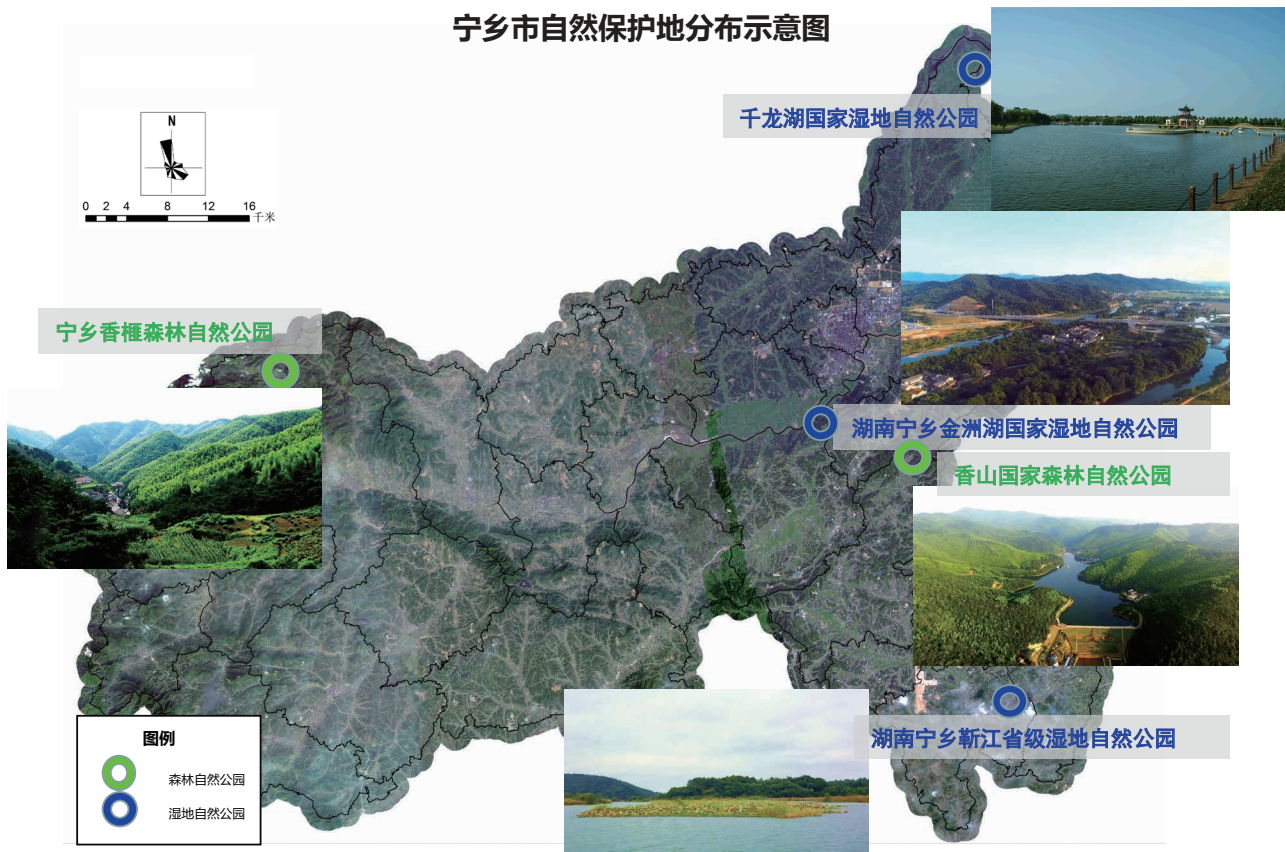 宁乡市自然保护地分布示意图
千龙湖国家湿地自然公园
N
0 2 4 8 12 16
千米
宁乡香榧森林自然公园
湖南宁乡金洲湖国家湿地自然公园
香山国家森林自然公园
湖南宁乡靳江省级湿地自然公园
图例
森林自然公园
湿地自然公园